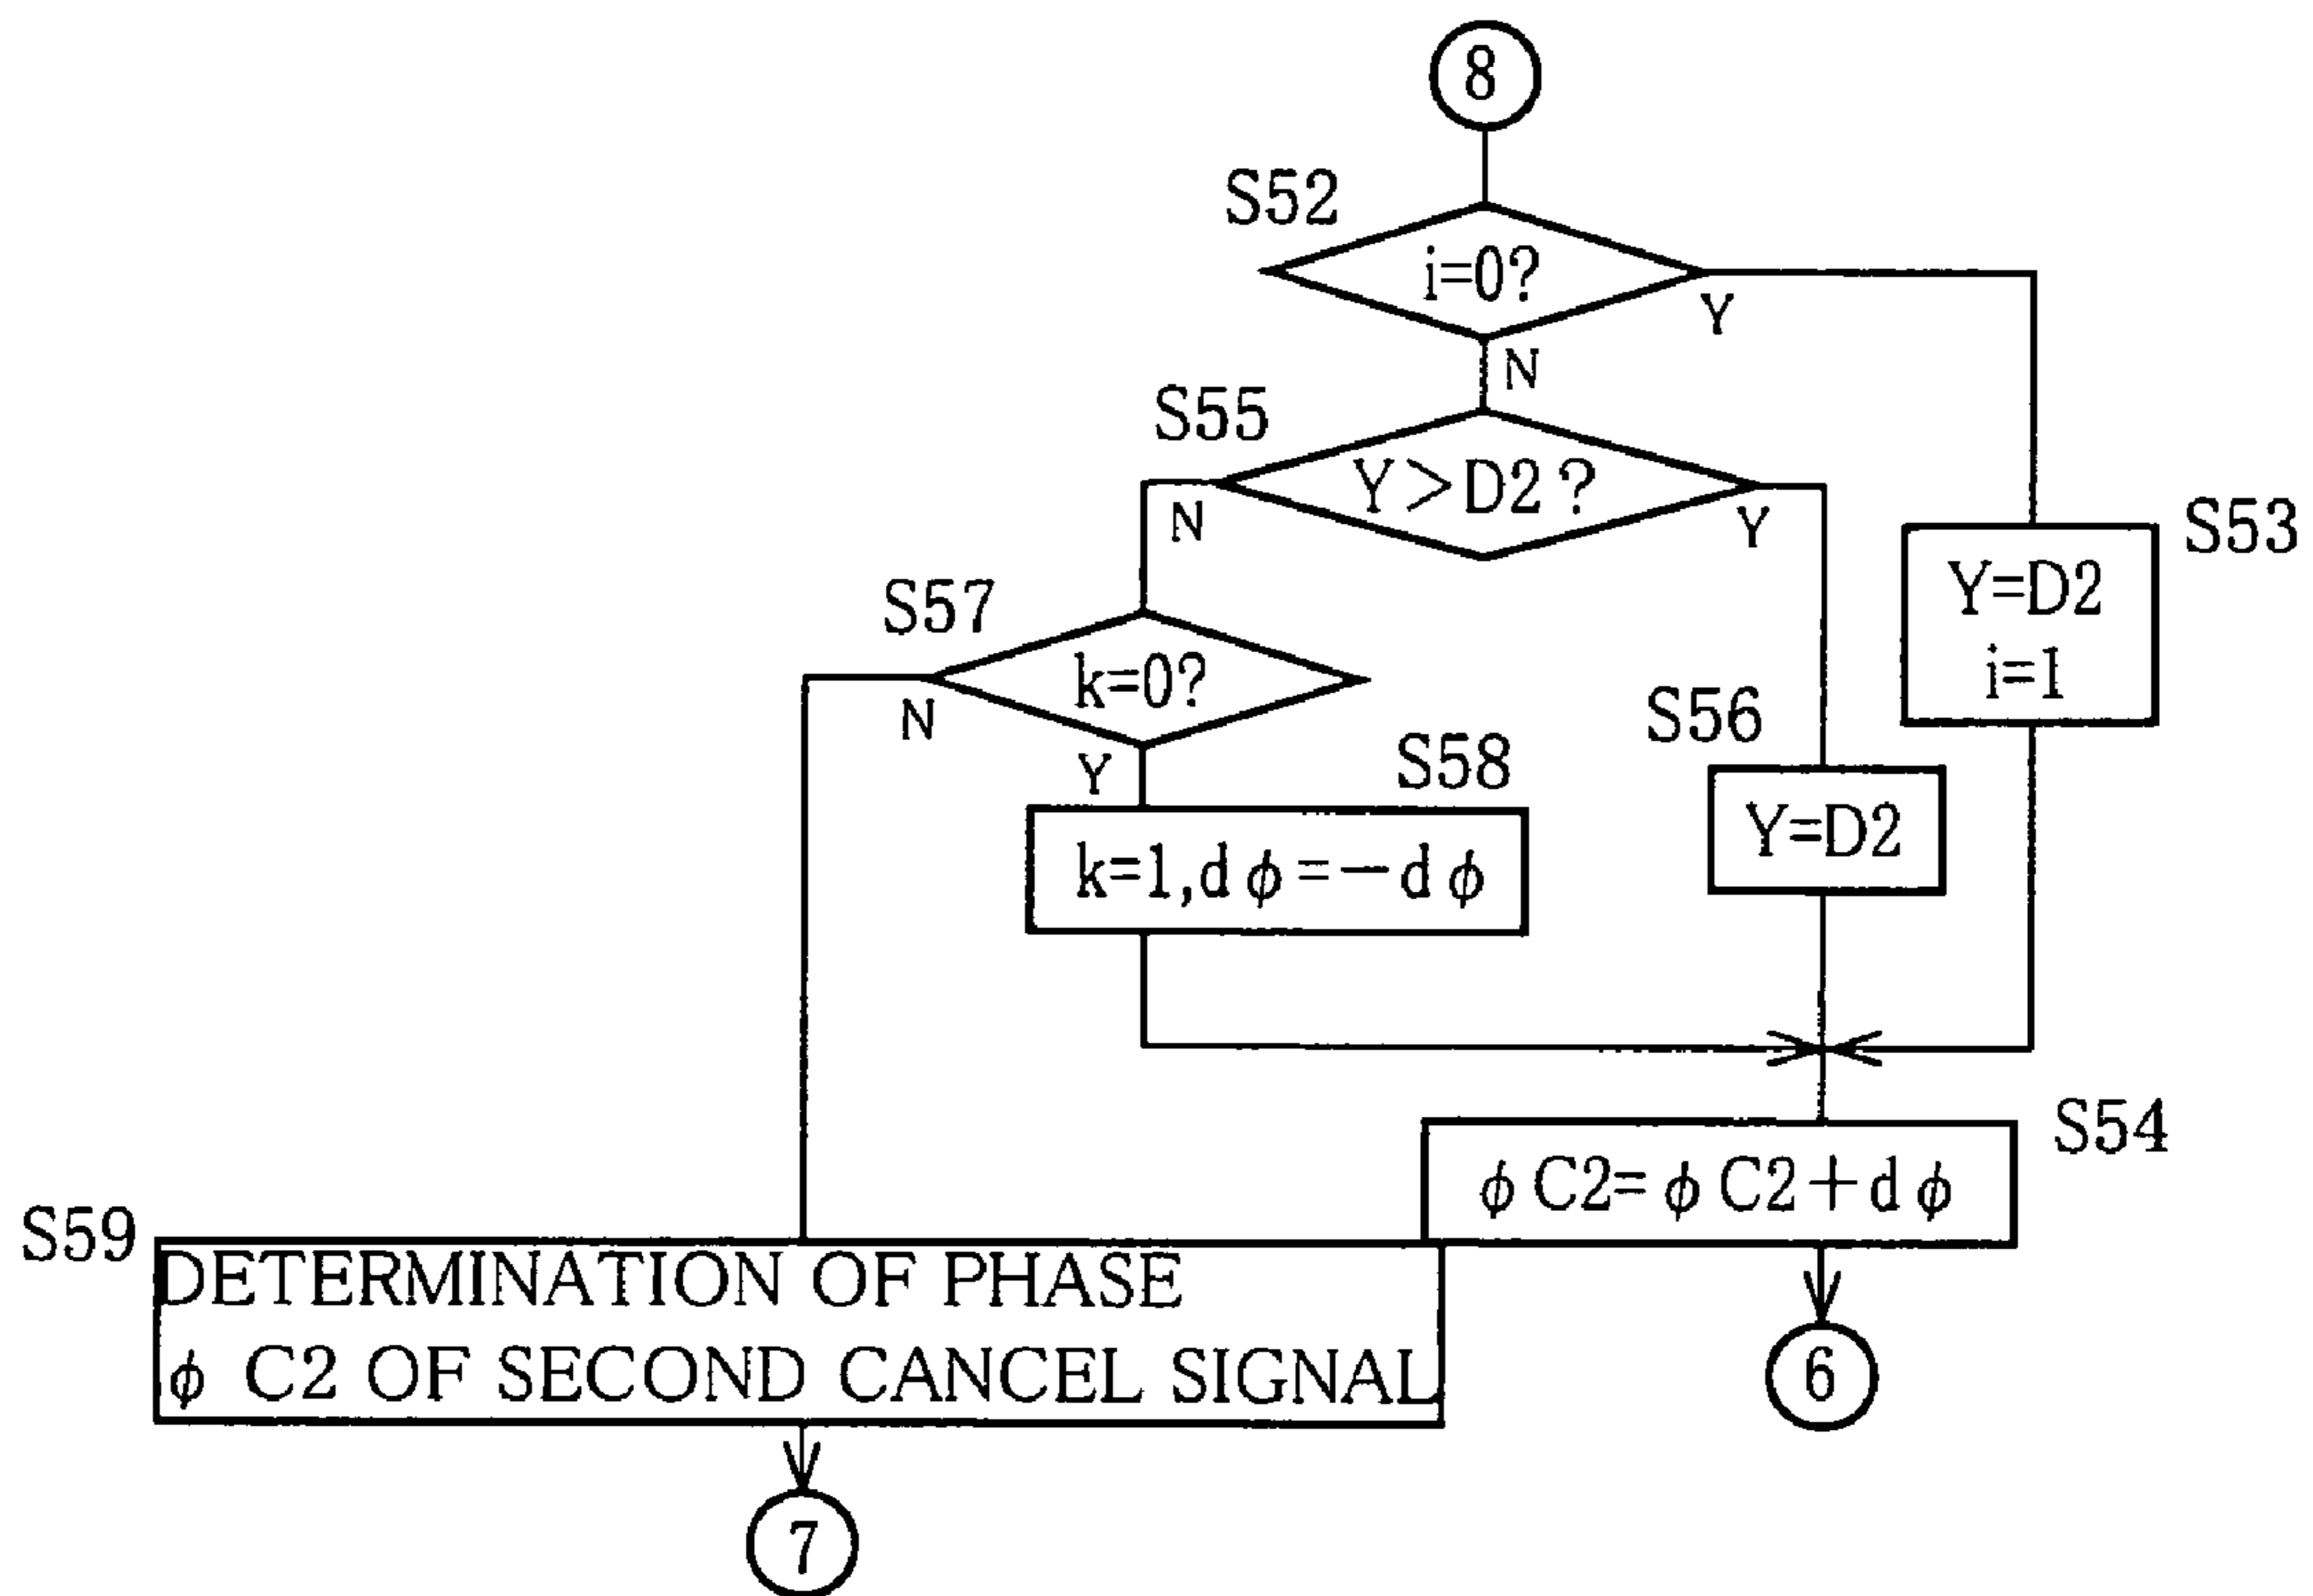 8
S52
i=0?
Y
N
S55
Y>D2?
N
Y
S53
Y=D2
i=1
S57
k=0?
N
Y
S56
Y=D2
S58
k=1,dφ=-dφ
S54
φC2=φC2+dφ
S59
DETERMINATION OF PHASE
φ C2 OF SECOND CANCEL SIGNAL
6
7